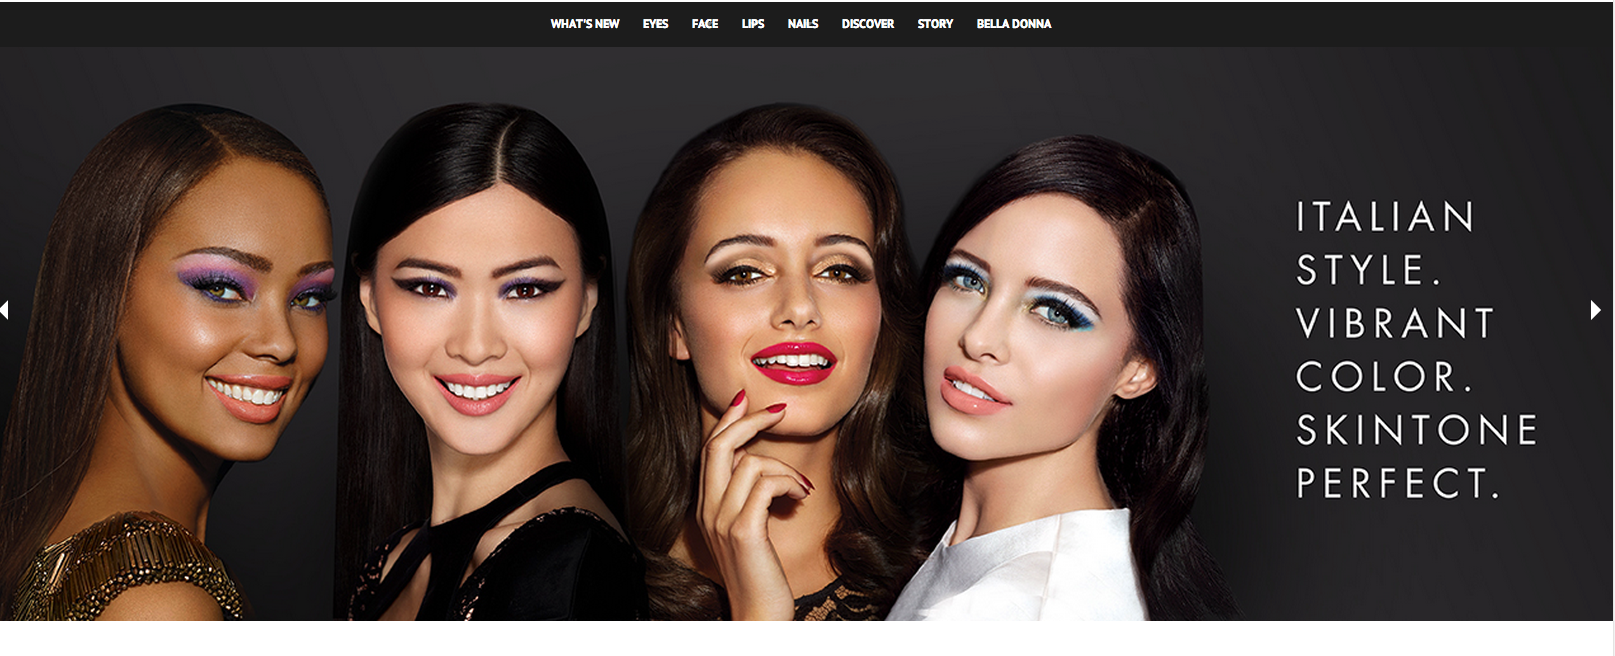 WHAT'S NEW EYES FACE LIPS NAILS DISCOVER STORY BELLA DONNA
ITALIAN
STYLE.
VIBRANT
COLOR.
SKINTONE
PERFECT.